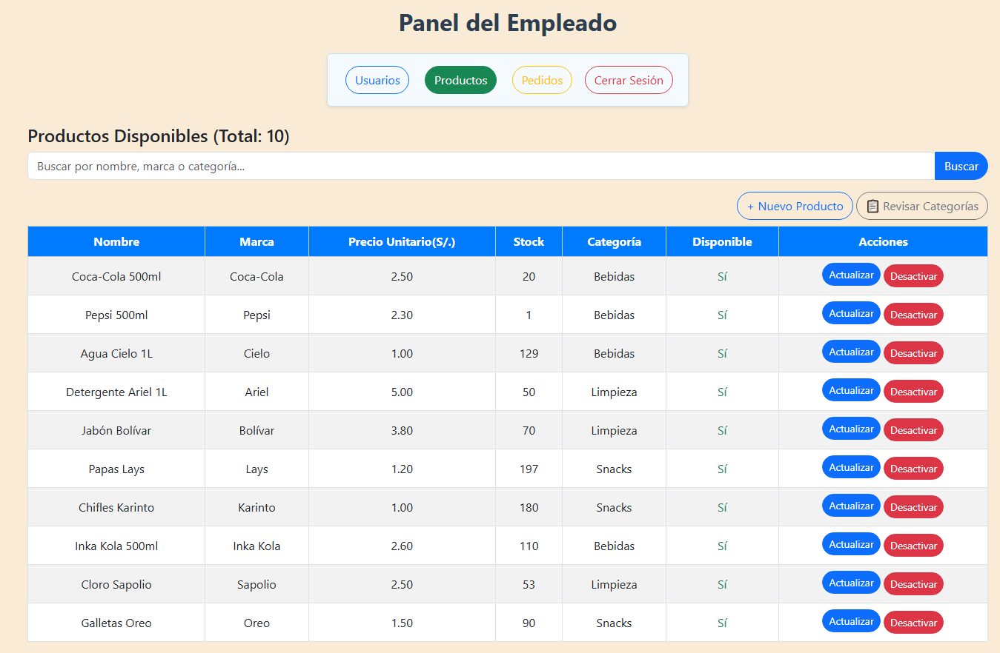 Panel del Empleado
Usuarios Productos Pedidos Cerrar Sesión
Productos Disponibles (Total: 10)
Buscar por nombre, marca o categoría... Buscar
+ Nuevo Producto 📋 Revisar Categorías
Nombre Marca Precio Unitario(S/.) Stock Categoría Disponible Acciones
Coca-Cola 500ml Coca-Cola 2.50 20 Bebidas Sí Actualizar Desactivar
Pepsi 500ml Pepsi 2.30 1 Bebidas Sí Actualizar Desactivar
Agua Cielo 1L Cielo 1.00 129 Bebidas Sí Actualizar Desactivar
Detergente Ariel 1L Ariel 5.00 50 Limpieza Sí Actualizar Desactivar
Jabón Bolívar Bolívar 3.80 70 Limpieza Sí Actualizar Desactivar
Papas Lays Lays 1.20 197 Snacks Sí Actualizar Desactivar
Chifles Karinto Karinto 1.00 180 Snacks Sí Actualizar Desactivar
Inka Kola 500ml Inka Kola 2.60 110 Bebidas Sí Actualizar Desactivar
Cloro Sapolio Sapolio 2.50 53 Limpieza Sí Actualizar Desactivar
Galletas Oreo Oreo 1.50 90 Snacks Sí Actualizar Desactivar